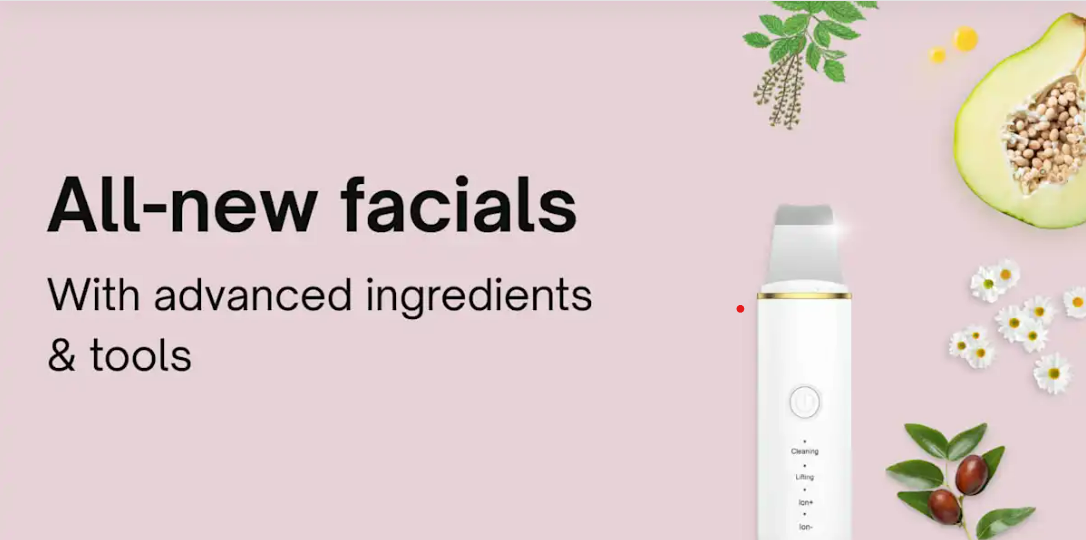 All-new facials
With advanced ingredients
& tools
Cleaning
Lifting
Ion+
Ion-